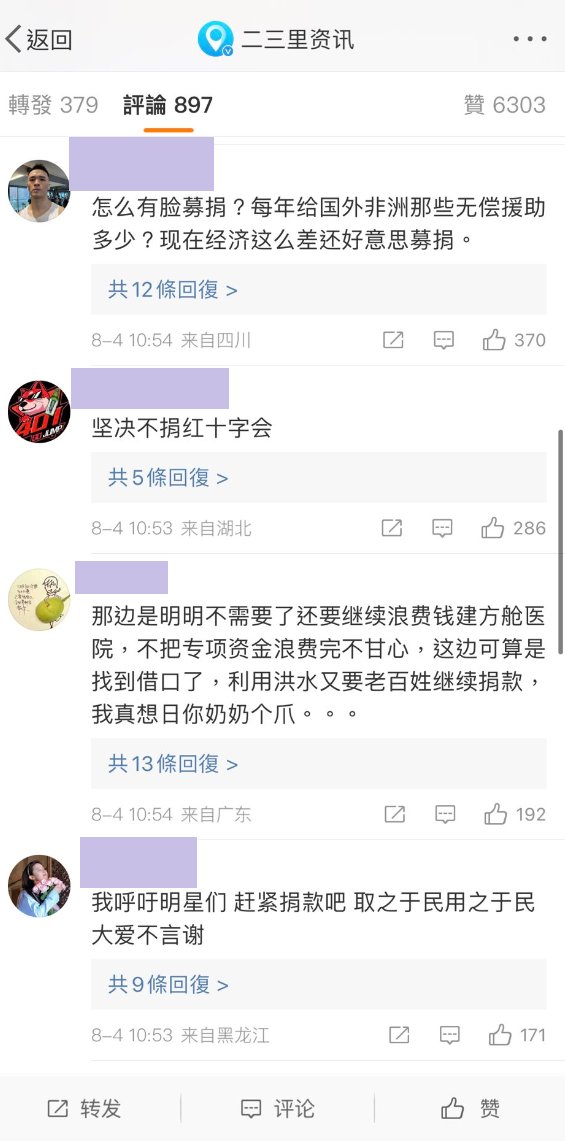 返回
二三里资讯
轉發 379 評論 897 贊 6303
怎么有脸募捐？每年给国外非洲那些无偿援助
多少？现在经济这么差还好意思募捐。
共12條回復 >
8–4 10:54 来自四川 370
401
坚决不捐红十字会
共5條回復 >
8–4 10:53 来自湖北 286
那边是明明不需要了还要继续浪费钱建方舱医
院，不把专项资金浪费完不甘心，这边可算是
找到借口了，利用洪水又要老百姓继续捐款，
我真想日你奶奶个爪。。。
共13條回復 >
8–4 10:54 来自广东 192
我呼吁明星们 赶紧捐款吧 取之于民用之于民
大爱不言谢
共9條回復 >
8–4 10:53 来自黑龙江 171
转发 评论 赞